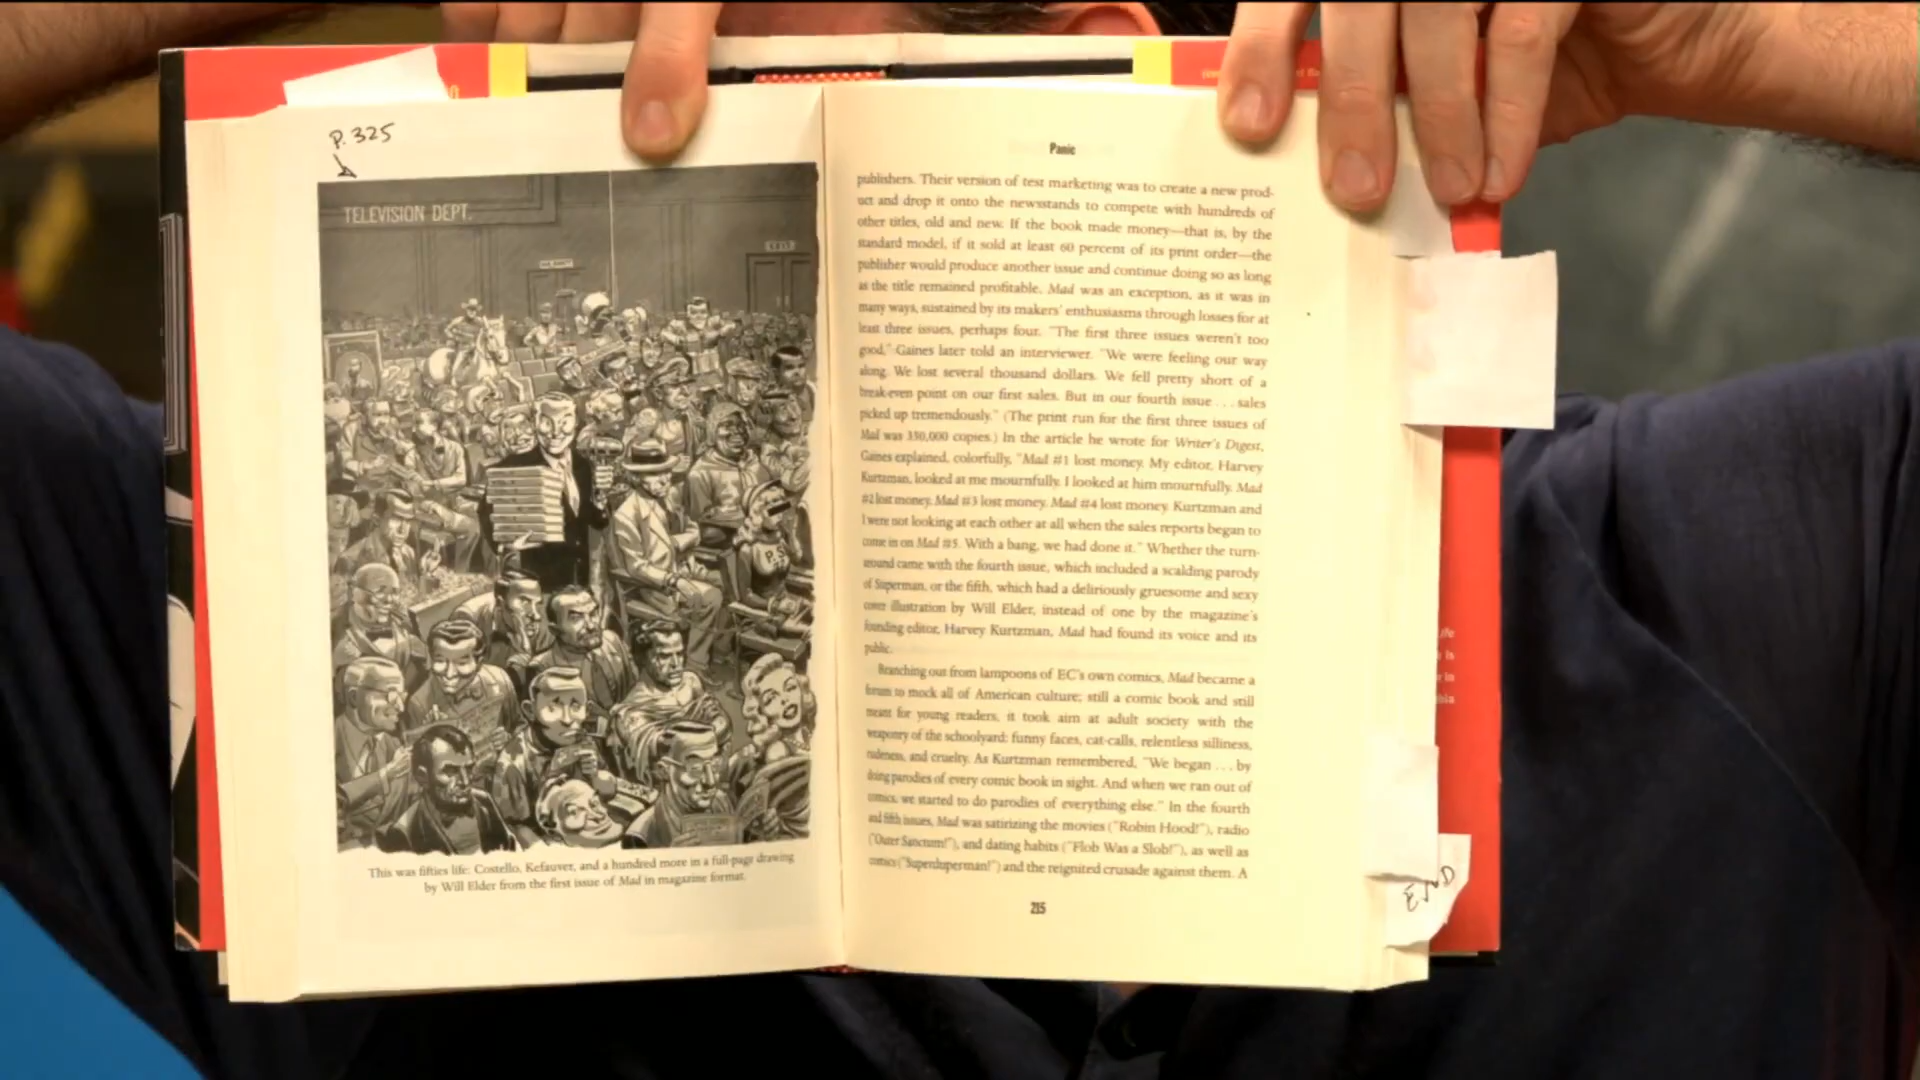 P. 325
TELEVISION DEPT.
EXIT
P.S.
This was fifties life: Costello, Kefauver, and a hundred more in a full-page drawing
by Will Elder from the first issue of Mad in magazine format.
Panic
publishers. Their version of test marketing was to create a new prod-
uct and drop it onto the newsstands to compete with hundreds of
other titles, old and new. If the book made money—that is, by the
standard model, if it sold at least 60 percent of its print order—the
publisher would produce another issue and continue doing so as long
as the title remained profitable. Mad was an exception, as it was in
many ways, sustained by its makers' enthusiasms through losses for at
least three issues, perhaps four. "The first three issues weren't too
good," Gaines later told an interviewer. "We were feeling our way
along. We lost several thousand dollars. We fell pretty short of a
break-even point on our first sales. But in our fourth issue . . . sales
picked up tremendously." (The print run for the first three issues of
Mad was 350,000 copies.) In the article he wrote for Writer's Digest,
Gaines explained, colorfully, "Mad #1 lost money. My editor, Harvey
Kurtzman, looked at me mournfully. I looked at him mournfully. Mad
#2 lost money. Mad #3 lost money. Mad #4 lost money. Kurtzman and
I were not looking at each other at all when the sales reports began to
come in on Mad #5. With a bang, we had done it." Whether the turn-
around came with the fourth issue, which included a scalding parody
of Superman, or the fifth, which had a deliriously gruesome and sexy
cover illustration by Will Elder, instead of one by the magazine's
founding editor, Harvey Kurtzman, Mad had found its voice and its
public.
Branching out from lampoons of EC's own comics, Mad became a
forum to mock all of American culture; still a comic book and still
meant for young readers, it took aim at adult society with the
weaponry of the schoolyard: funny faces, cat-calls, relentless silliness,
rudeness, and cruelty. As Kurtzman remembered, "We began . . . by
doing parodies of every comic book in sight. And when we ran out of
comics, we started to do parodies of everything else." In the fourth
and fifth issues, Mad was satirizing the movies ("Robin Hood!"), radio
("Outer Sanctum!"), and dating habits ("Flob Was a Slob!"), as well as
comics ("Superduperman!") and the reignited crusade against them. A
215
END